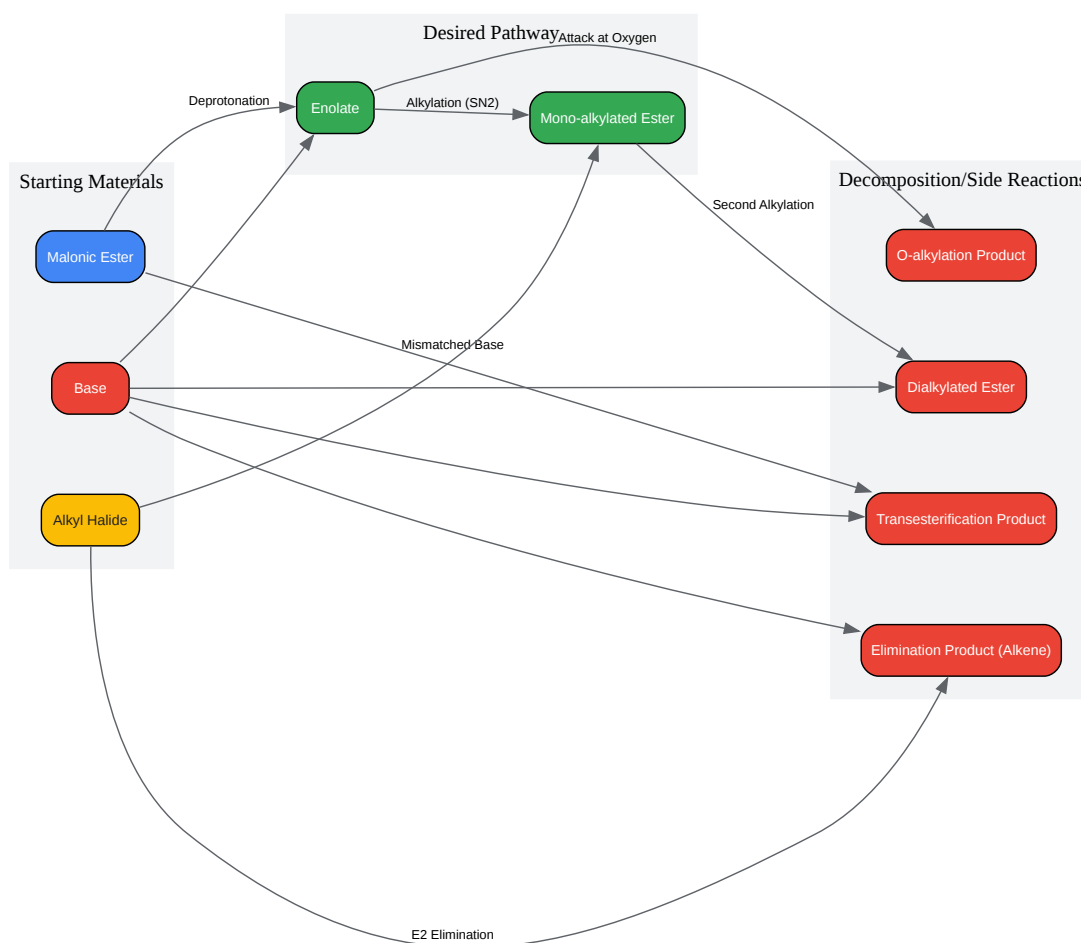 Desired Pathway
Attack at Oxygen
Deprotonation
Enolate
Alkylation (SN2)
Mono-alkylated Ester
Starting Materials
Decomposition/Side Reactions
Second Alkylation
Malonic Ester
O-alkylation Product
Mismatched Base
Base
Dialkylated Ester
Alkyl Halide
Transesterification Product
Elimination Product (Alkene)
E2 Elimination